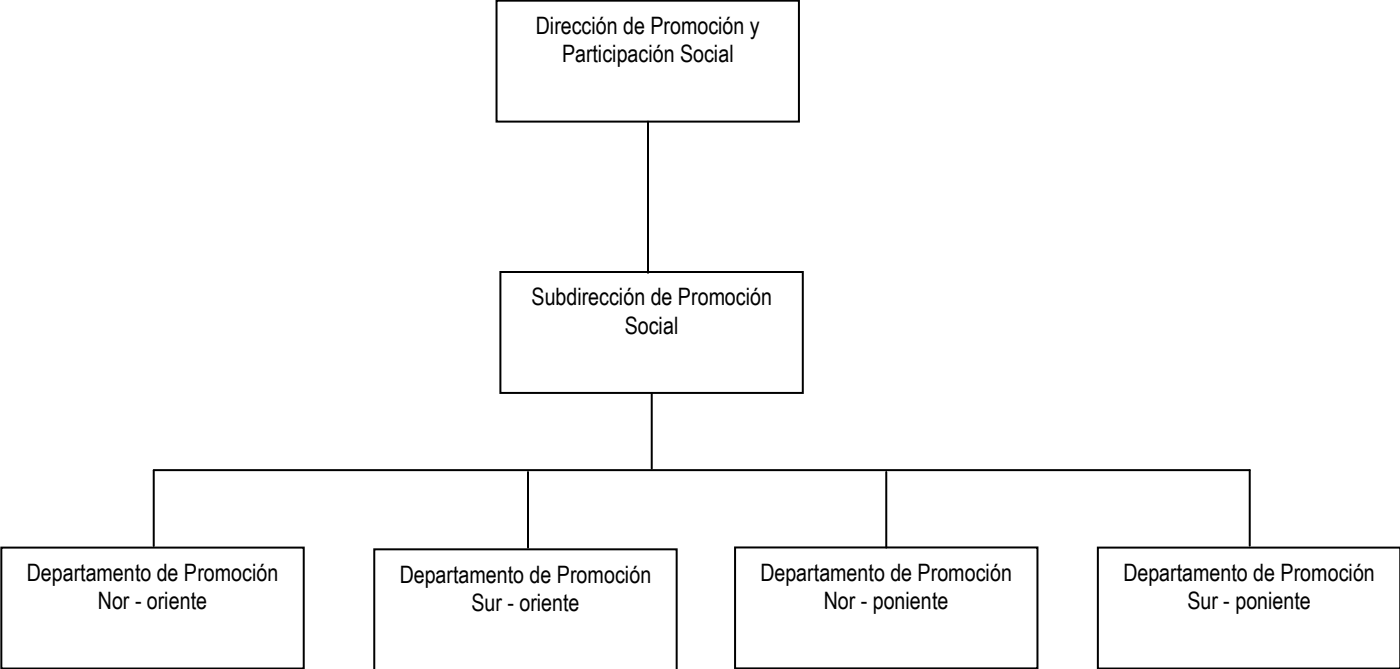 Dirección de Promoción y
Participación Social
Subdirección de Promoción
Social
Departamento de Promoción
Nor - oriente
Departamento de Promoción
Sur - oriente
Departamento de Promoción
Nor - poniente
Departamento de Promoción
Sur - poniente